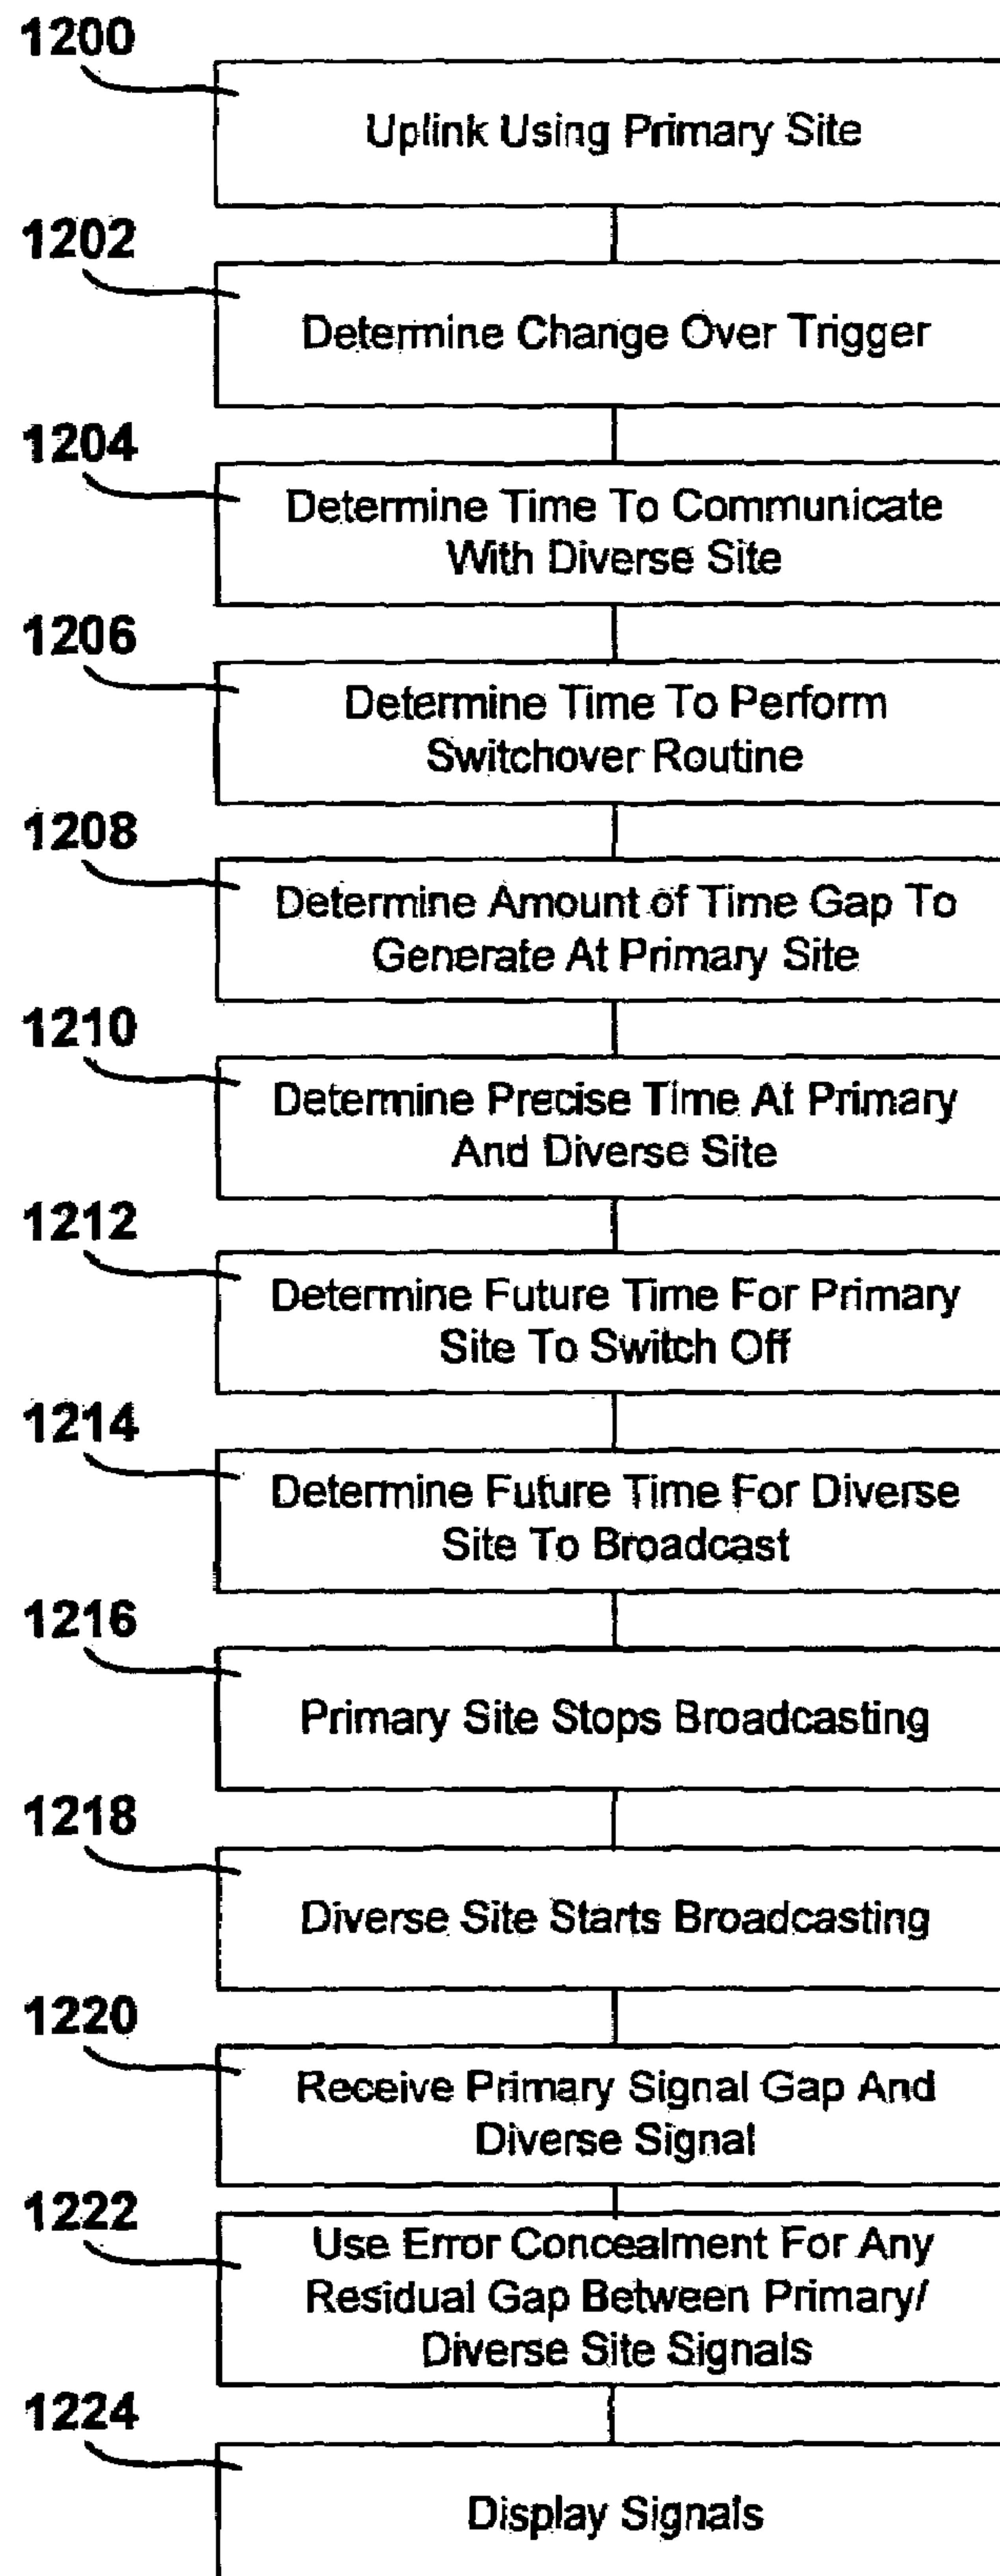 1200
Uplink Using Primary Site
1202
Determine Change Over Trigger
1204
Determine Time To Communicate
With Diverse Site
1206
Determine Time To Perform
Switchover Routine
1208
Determine Amount of Time Gap To
Generate At Primary Site
1210
Determine Precise Time At Primary
And Diverse Site
1212
Determine Future Time For Primary
Site To Switch Off
1214
Determine Future Time For Diverse
Site To Broadcast
1216
Primary Site Stops Broadcasting
1218
Diverse Site Starts Broadcasting
1220
Receive Primary Signal Gap And
Diverse Signal
1222
Use Error Concealment For Any
Residual Gap Between Primary/
Diverse Site Signals
1224
Display Signals